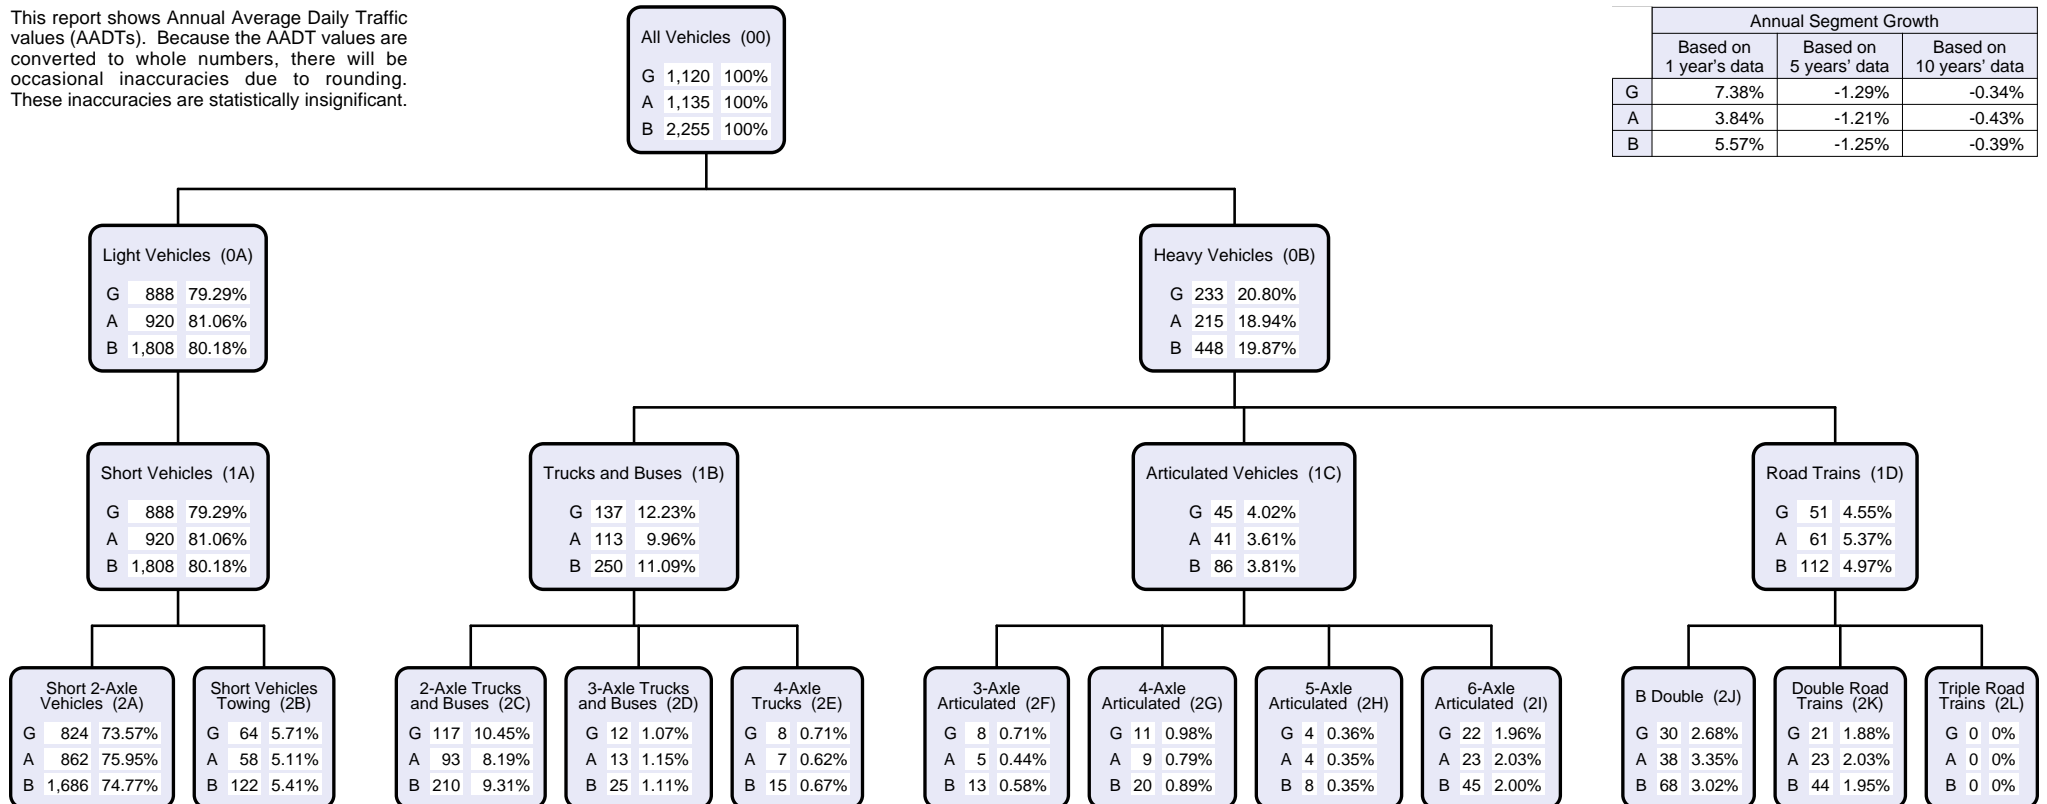 This report shows Annual Average Daily Traffic
values (AADTs). Because the AADT values are
converted to whole numbers, there will be
occasional inaccuracies due to rounding.
These inaccuracies are statistically insignificant.
All Vehicles (00)
G 1,120 100%
A 1,135 100%
B 2,255 100%
Annual Segment Growth
Based on 1 year's data Based on 5 years' data Based on 10 years' data
G 7.38% -1.29% -0.34%
A 3.84% -1.21% -0.43%
B 5.57% -1.25% -0.39%
Light Vehicles (0A)
G 888 79.29%
A 920 81.06%
B 1,808 80.18%
Heavy Vehicles (0B)
G 233 20.80%
A 215 18.94%
B 448 19.87%
Short Vehicles (1A)
G 888 79.29%
A 920 81.06%
B 1,808 80.18%
Trucks and Buses (1B)
G 137 12.23%
A 113 9.96%
B 250 11.09%
Articulated Vehicles (1C)
G 45 4.02%
A 41 3.61%
B 86 3.81%
Road Trains (1D)
G 51 4.55%
A 61 5.37%
B 112 4.97%
Short 2-Axle
Vehicles (2A)
G 824 73.57%
A 862 75.95%
B 1,686 74.77%
Short Vehicles
Towing (2B)
G 64 5.71%
A 58 5.11%
B 122 5.41%
2-Axle Trucks
and Buses (2C)
G 117 10.45%
A 93 8.19%
B 210 9.31%
3-Axle Trucks
and Buses (2D)
G 12 1.07%
A 13 1.15%
B 25 1.11%
4-Axle
Trucks (2E)
G 8 0.71%
A 7 0.62%
B 15 0.67%
3-Axle
Articulated (2F)
G 8 0.71%
A 5 0.44%
B 13 0.58%
4-Axle
Articulated (2G)
G 11 0.98%
A 9 0.79%
B 20 0.89%
5-Axle
Articulated (2H)
G 4 0.36%
A 4 0.35%
B 8 0.35%
6-Axle
Articulated (2I)
G 22 1.96%
A 23 2.03%
B 45 2.00%
B Double (2J)
G 30 2.68%
A 38 3.35%
B 68 3.02%
Double Road
Trains (2K)
G 21 1.88%
A 23 2.03%
B 44 1.95%
Triple Road
Trains (2L)
G 0 0%
A 0 0%
B 0 0%